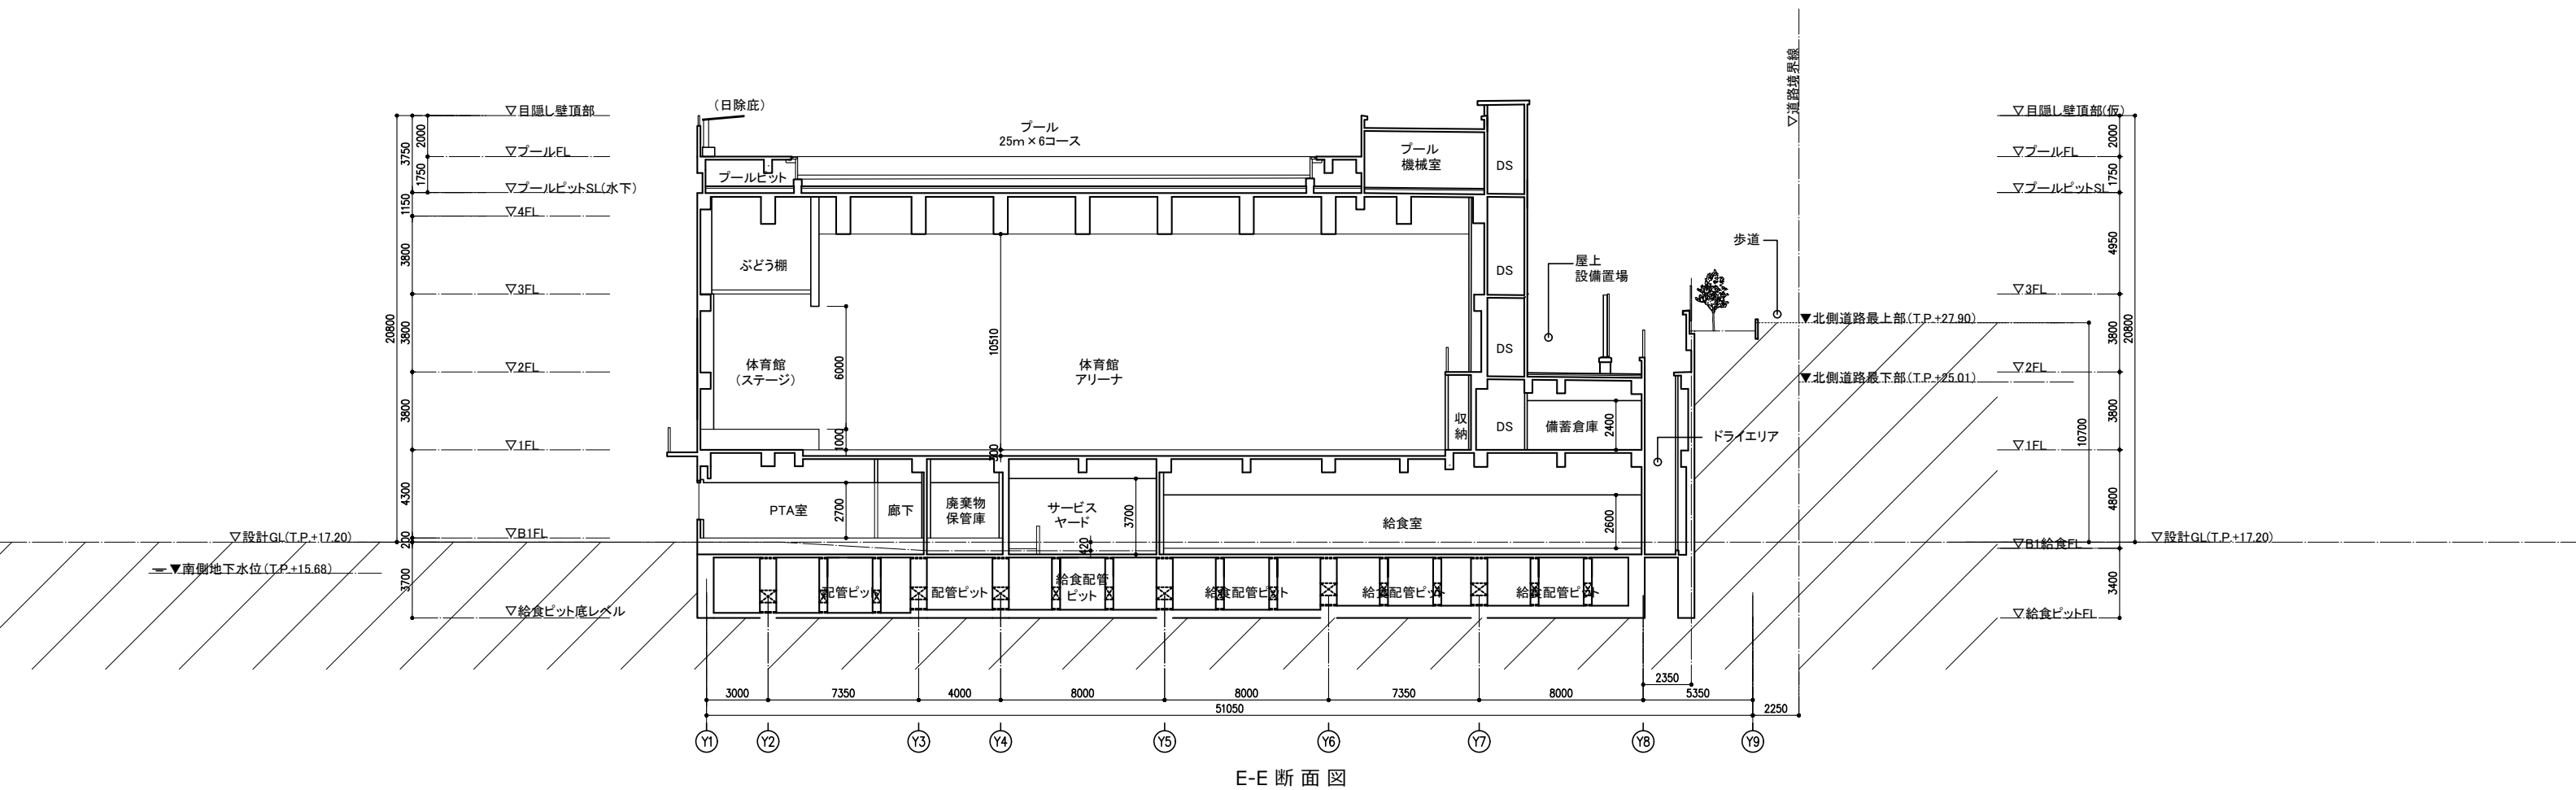 ▽道路境界線
▽目隠し壁頂部
(日除庇)
プール
25m×6コース
▽目隠し壁頂部(仮)
2000
3750
1750
▽プールFL
プール
機械室
DS
▽プールFL
2000
1750
プールピット
▽プールピットSL(水下)
▽プールピットSL
1150
▽4FL
4950
3800
ぶどう棚
DS
屋上
設備置場
歩道
▽3FL
▽3FL
▼北側道路最上部(T.P.+27.90)
20800
3800
10510
6000
体育館
(ステージ)
体育館
アリーナ
DS
3800
20800
▽2FL
▽2FL
▼北側道路最下部(T.P.+25.01)
3800
1000
収納
DS
備蓄倉庫
2400
ドライエリア
3800
10700
▽1FL
300
▽1FL
4300
PTA室
2700
廊下
廃棄物
保管庫
サービス
ヤード
3700
420
給食室
2600
4800
▽設計GL(T.P.+17.20)
200
▽B1FL
▽B1給食FL
▽設計GL(T.P.+17.20)
▼南側地下水位(T.P.+15.68)
3700
配管ピット
配管ピット
給食配管
ピット
給食配管ピット
給食配管ピット
給食配管ピット
3400
▽給食ピット底レベル
▽給食ピットFL
2350
3000
7350
4000
8000
8000
7350
8000
5350
51050
2250
Y1
Y2
Y3
Y4
Y5
Y6
Y7
Y8
Y9
E-E 断面図